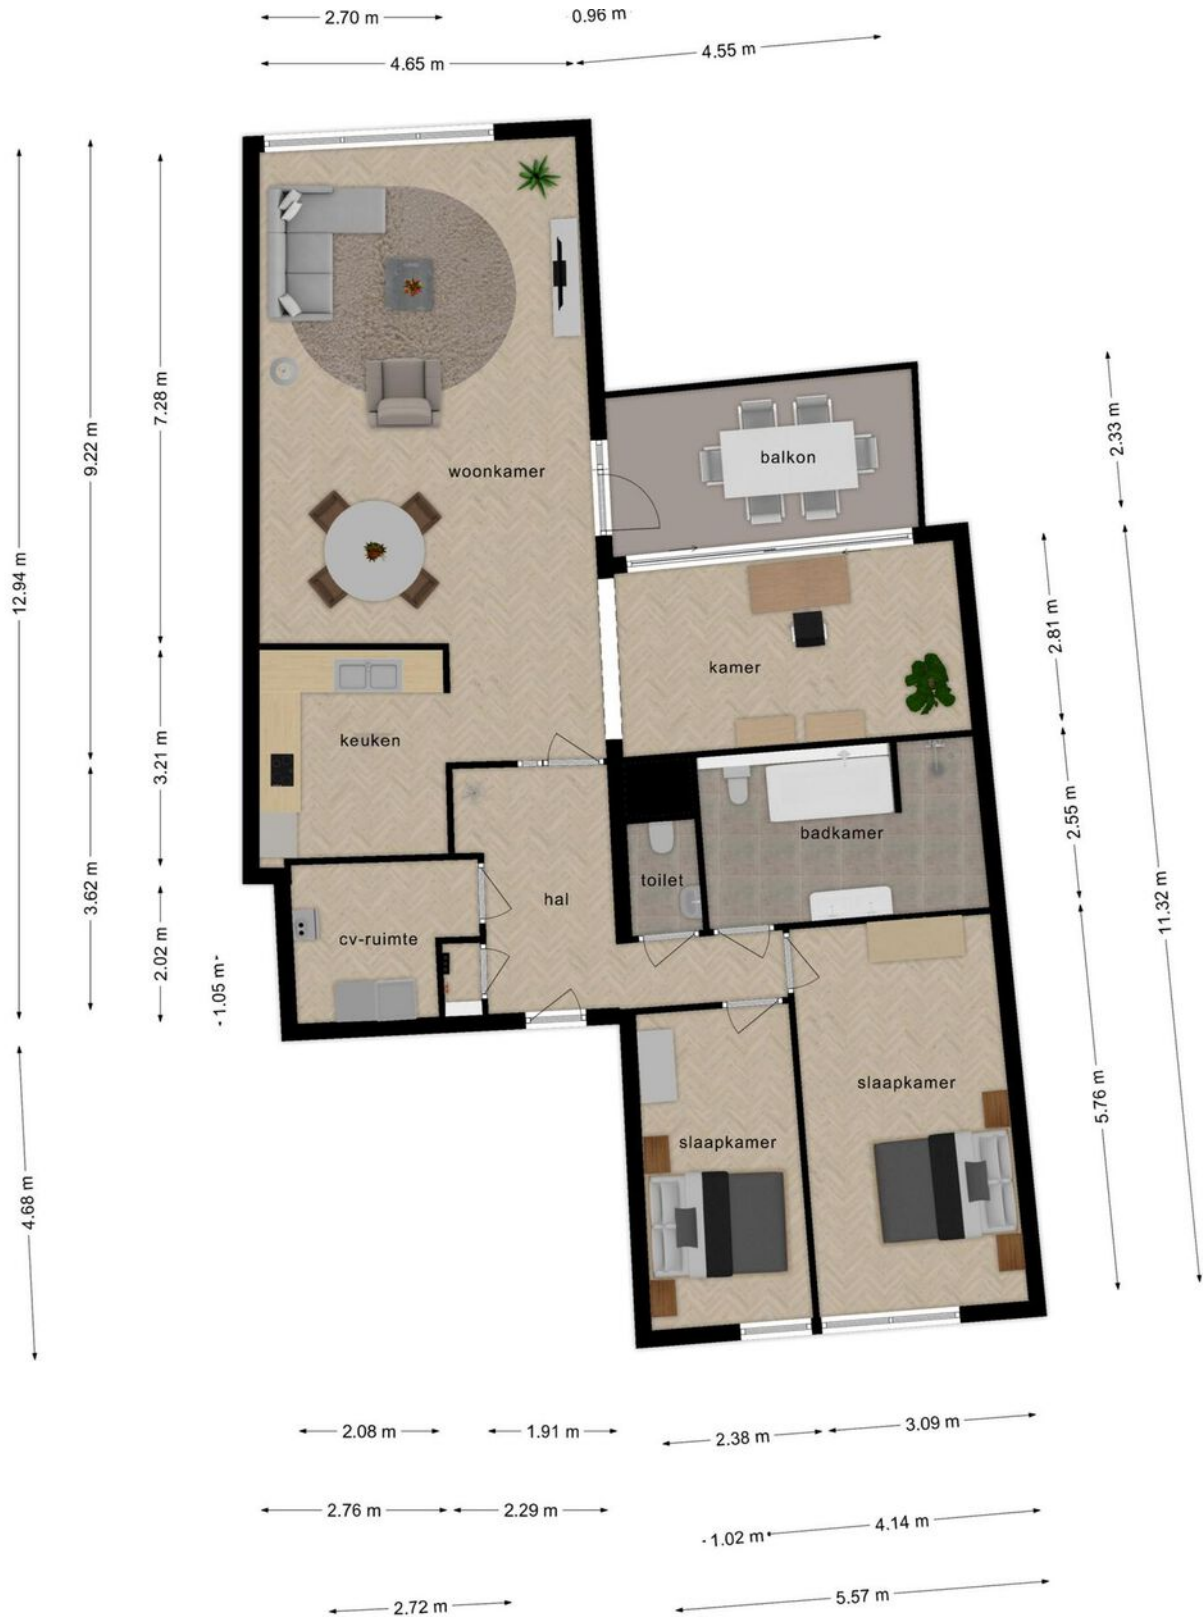 2.70 m
0.96 m
4.65 m
4.55 m
12.94 m
9.22 m
7.28 m
2.33 m
woonkamer
balkon
2.81 m
kamer
keuken
3.21 m
2.55 m
badkamer
3.62 m
toilet
hal
11.32 m
cv-ruimte
2.02 m
1.05 m
slaapkamer
5.76 m
slaapkamer
4.68 m
2.08 m
1.91 m
2.38 m
3.09 m
2.76 m
2.29 m
1.02 m
4.14 m
2.72 m
5.57 m